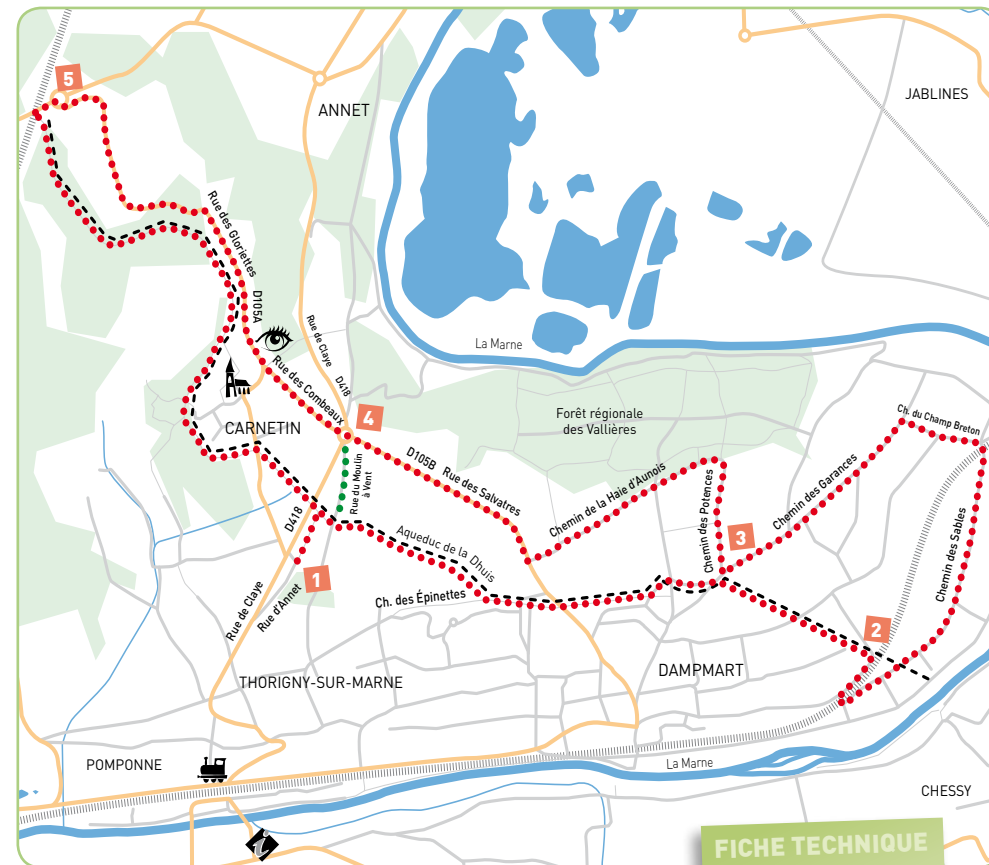 5
ANNET
JABLINES
Rue des Gloriettes
D105A
Rue de Claye
D418
La Marne
Rue des Combeaux
4
CARNETIN
Forêt régionale
des Vallières
Ch. du Champ Breton
D105B Rue des Salvatres
Rue du Moulin
à Vent
Chemin de la Haie d'Aunois
Chemin des Potences
Chemin des Garances
D418
Aqueduc de la Dhuis
3
Chemin des Sables
1
Rue de Claye
Rue d'Annet
Ch. des Épinettes
2
DAMPMART
THORIGNY-SUR-MARNE
POMPONNE
La Marne
CHESSY
i
FICHE TECHNIQUE